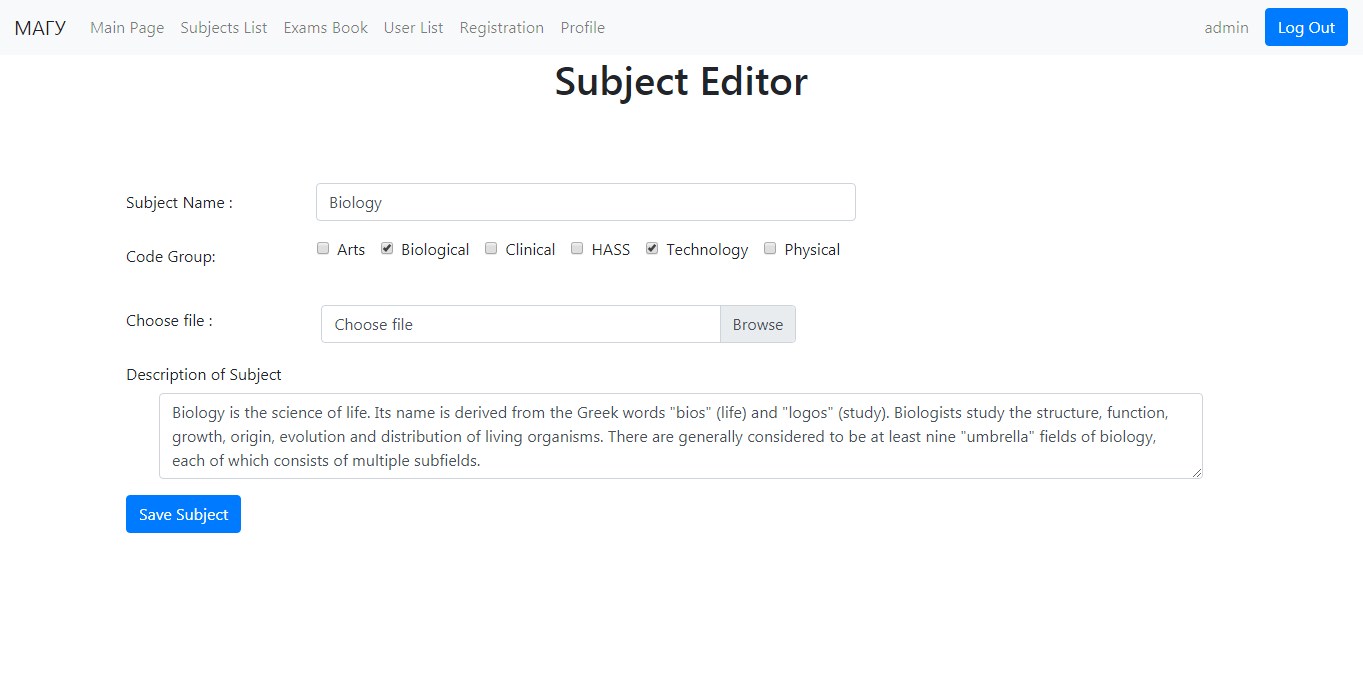 МАГУ Main Page Subjects List Exams Book User List Registration Profile admin Log Out
Subject Editor
Subject Name :
Biology
Code Group:
Arts Biological Clinical HASS Technology Physical
Choose file :
Choose file Browse
Description of Subject
Biology is the science of life. Its name is derived from the Greek words "bios" (life) and "logos" (study). Biologists study the structure, function,
growth, origin, evolution and distribution of living organisms. There are generally considered to be at least nine "umbrella" fields of biology,
each of which consists of multiple subfields.
Save Subject